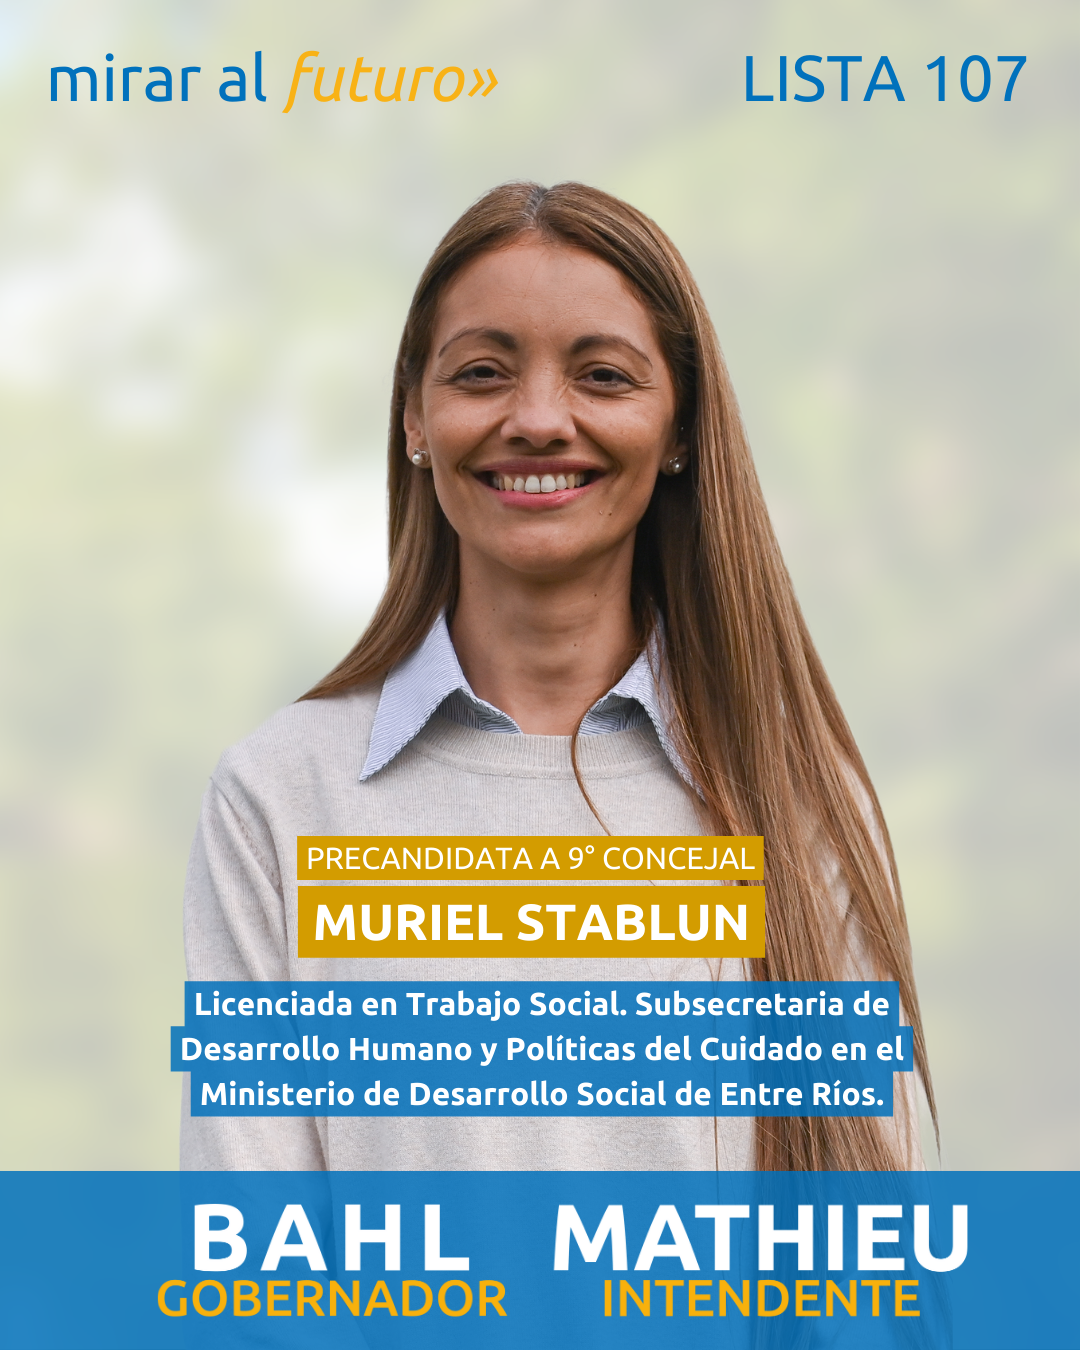 mirar al futuro»
LISTA 107
PRECANDIDATA A 9° CONCEJAL
MURIEL STABLUN
Licenciada en Trabajo Social. Subsecretaria de
Desarrollo Humano y Políticas del Cuidado en el
Ministerio de Desarrollo Social de Entre Ríos.
BAHL
GOBERNADOR
MATHIEU
INTENDENTE